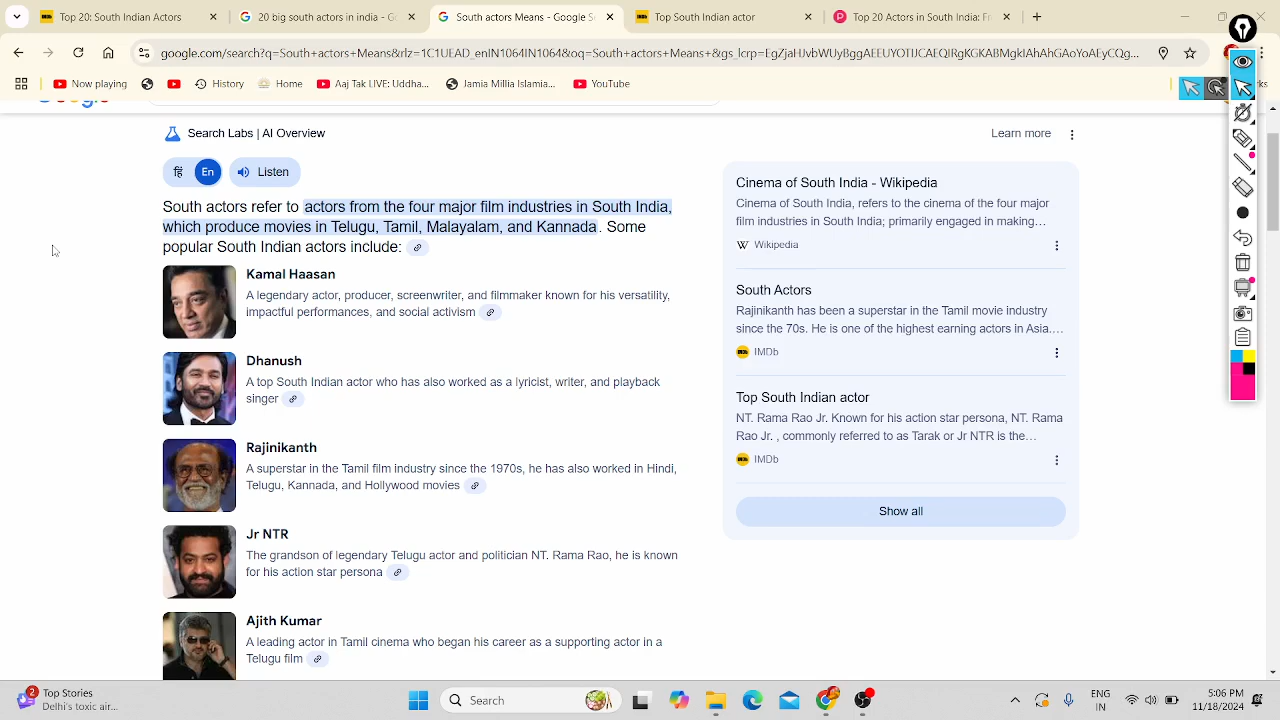 Top 20: South Indian Actors
20 big stars in india - G
South actors Means - Google S
Top South Indian actor
Top 20 Actors in South India: Fr
google.com/search?q=South+actors+Means&rlz=1C1UEAD_enIN1064IN1
Now playing
History
Home
Aaj Tak LIVE: Uddha...
Jamia Millia Islamia
YouTube
Search Labs | AI Overview
Learn more
En
Listen
South actors refer to actors from the four major film industries in South India,
which produce movies in Telugu, Tamil, Malayalam, and Kannada. Some
popular South Indian actors include:
Kamal Haasan
A legendary actor, producer, screenwriter, and filmmaker known for his versatility,
impactful performances, and social activism
Dhanush
A top South Indian actor who has also worked as a lyricist, writer, and playback
singer
Rajinikanth
A superstar in the Tamil film industry since the 1970s, he has also worked in Hindi,
Telugu, Kannada, and Hollywood movies
Jr NTR
The grandson of legendary Telugu actor and politician NT. Rama Rao, he is known
for his action star persona
Ajith Kumar
A leading actor in Tamil cinema who began his career as a supporting actor in a
Telugu film
Cinema of South India - Wikipedia
Cinema of South India, refers to the cinema of the four major
film industries in South India; primarily engaged in making...
W Wikipedia
South Actors
Rajinikanth has been a superstar in the Tamil movie industry
since the 70s. He is one of the highest earning actors in Asia....
IMDb
Top South Indian actor
NT. Rama Rao Jr. Known for his action star persona, NT. Rama
Rao Jr. , commonly referred to as Tarak or Jr NTR is the...
IMDb
Show all
2
Top Stories
Delhi's toxic air...
Search
ENG
IN
5:06 PM
11/18/2024